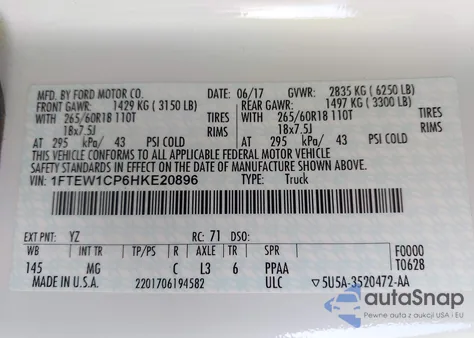 MFD. BY FORD MOTOR CO. DATE: 06/17 GVWR: 2835 KG (6250 LB)
FRONT GAWR: 1429 KG (3150 LB) REAR GAWR: 1497 KG (3300 LB)
WITH 265/60R18 110T TIRES WITH 265/60R18 110T TIRES
18x7.5J RIMS 18x7.5J RIMS
AT 295 kPa/ 43 PSI COLD AT 295 kPa/ 43 PSI COLD
THIS VEHICLE CONFORMS TO ALL APPLICABLE FEDERAL MOTOR VEHICLE
SAFETY STANDARDS IN EFFECT ON THE DATE OF MANUFACTURE SHOWN ABOVE.
VIN: 1FTEW1CP6HKE20896 TYPE: Truck
EXT PNT: YZ RC: 71 DSO:
WB INT TR TP/PS R AXLE TR SPR F0000
145 MG C L3 6 PPAA T0628
MADE IN U.S.A. 2201706194582 ULC ▽5U5A-3520472-AA
autoSnap
Pewne auta z aukcji USA i EU